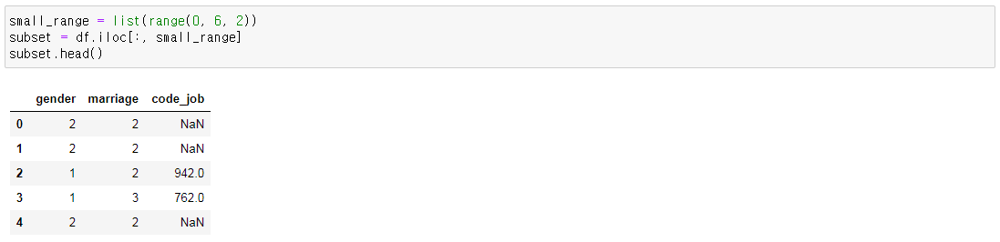 small_range = list(range(0, 6, 2))
subset = df.iloc[:, small_range]
subset.head()
gender marriage code_job
0 2 2 NaN
1 2 2 NaN
2 1 2 942.0
3 1 3 762.0
4 2 2 NaN